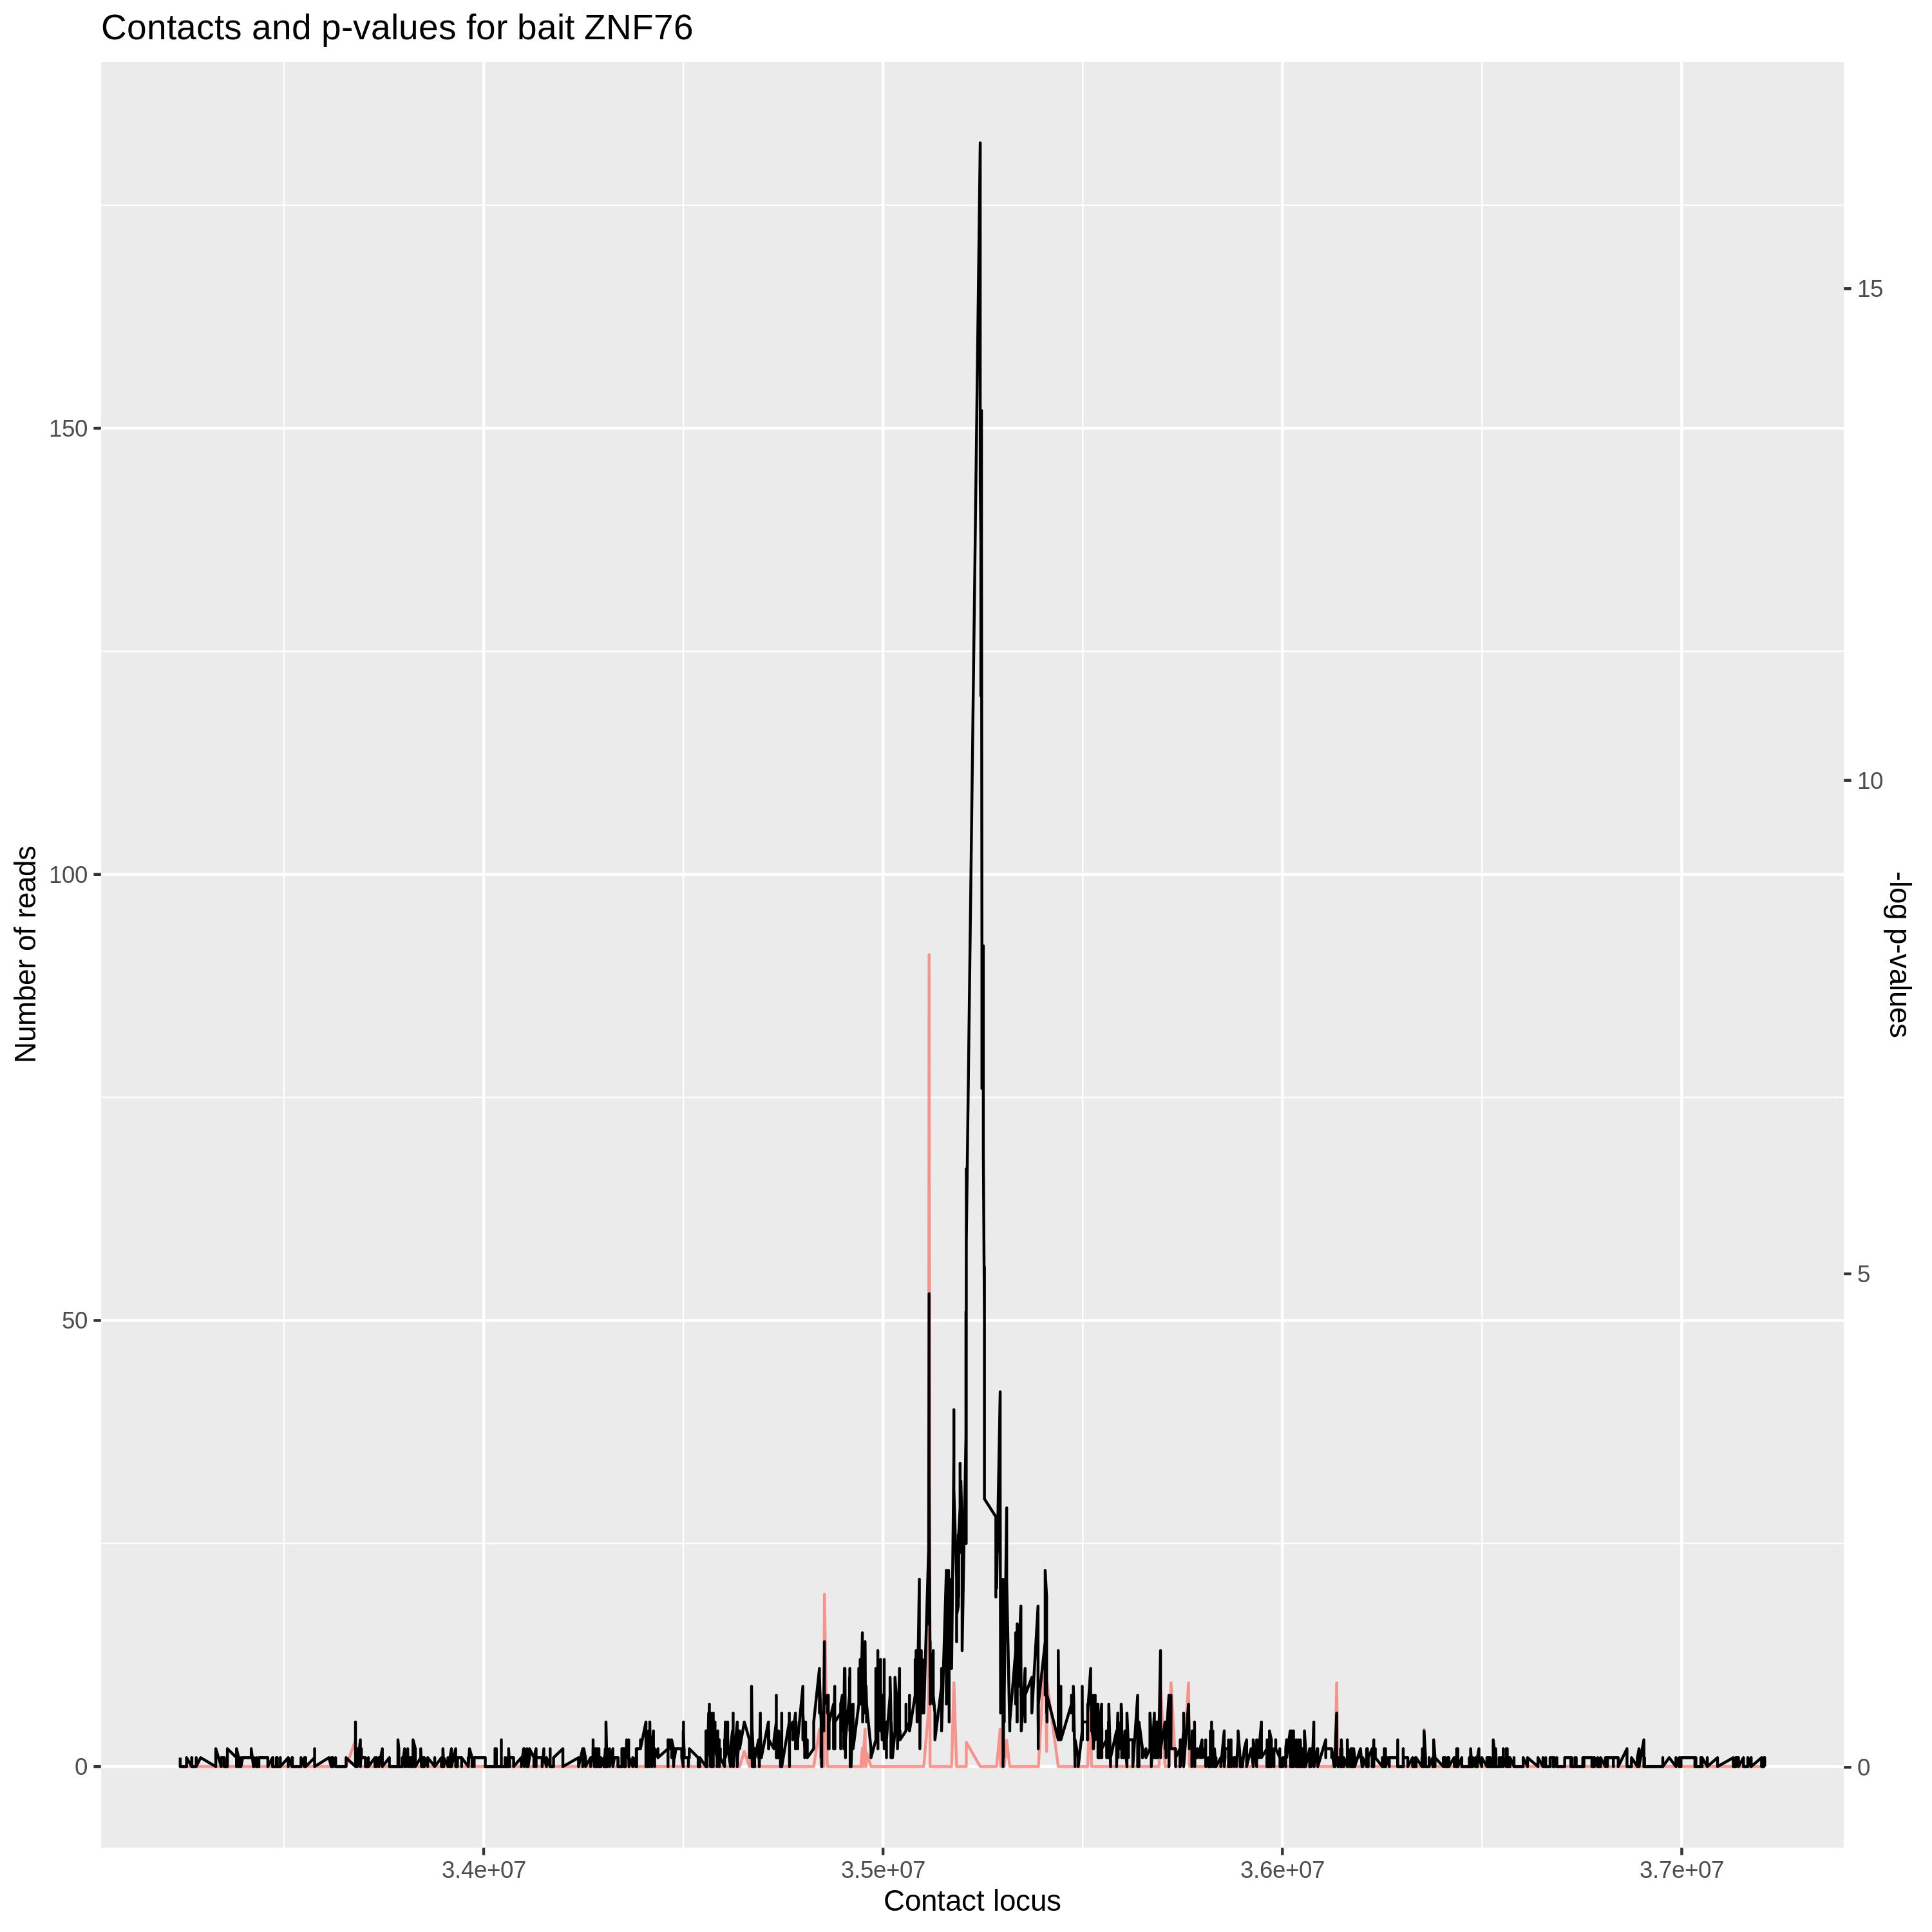 Contacts and p-values for bait ZNF76
Number of reads
150
100
50
0
15
10
5
0
-log p-values
3.4e+07
3.5e+07
3.6e+07
3.7e+07
Contact locus